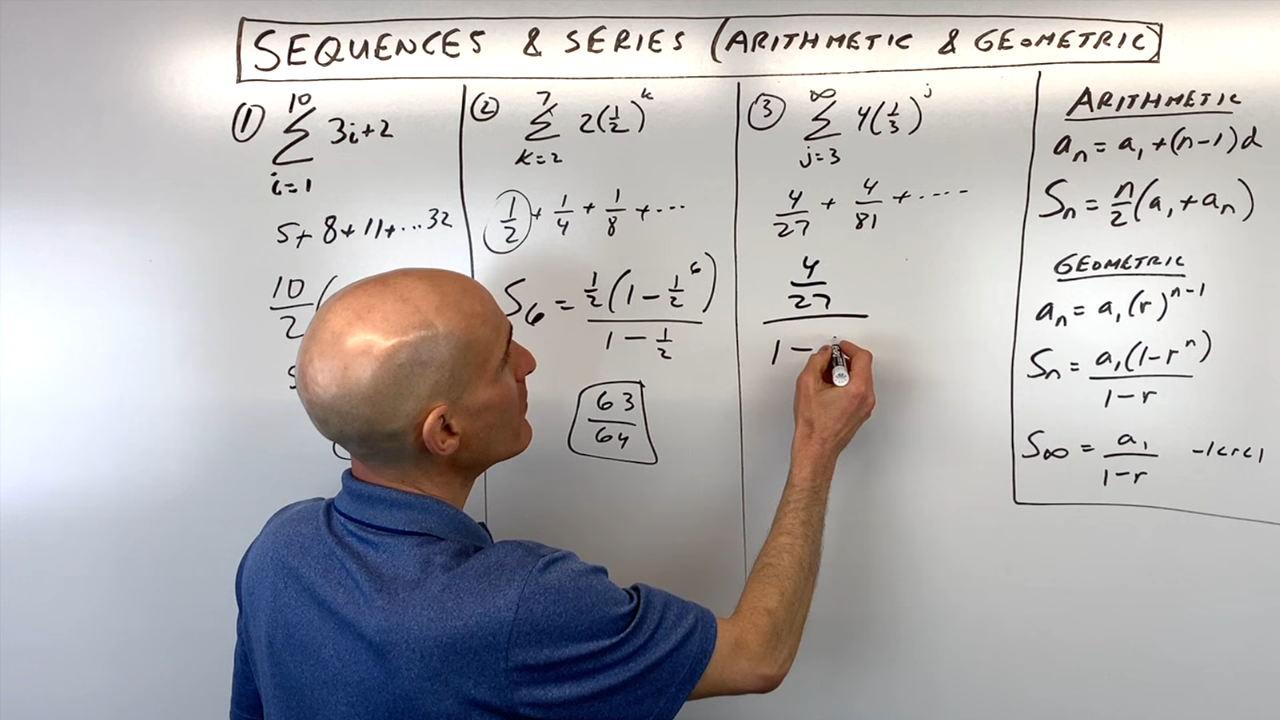 SEQUENCES & SERIES (ARITHMETIC & GEOMETRIC)
① 10 ∑ i=1 3i+2
5+8+11+...32
10/2 (
② 7 ∑ k=2 2(1/2)^k
1/2 + 1/4 + 1/8 + ...
S₆ = 1/2(1-1/2^6) / 1-1/2
63/64
③ ∞ ∑ j=3 4(1/3)^j
4/27 + 4/81 + ....
4/27 / 1-
ARITHMETIC
aₙ = a₁+(n-1)d
Sₙ = n/2(a₁+aₙ)
GEOMETRIC
aₙ = a₁(r)^n-1
Sₙ = a₁(1-r^n) / 1-r
S∞ = a₁ / 1-r -1<r<1